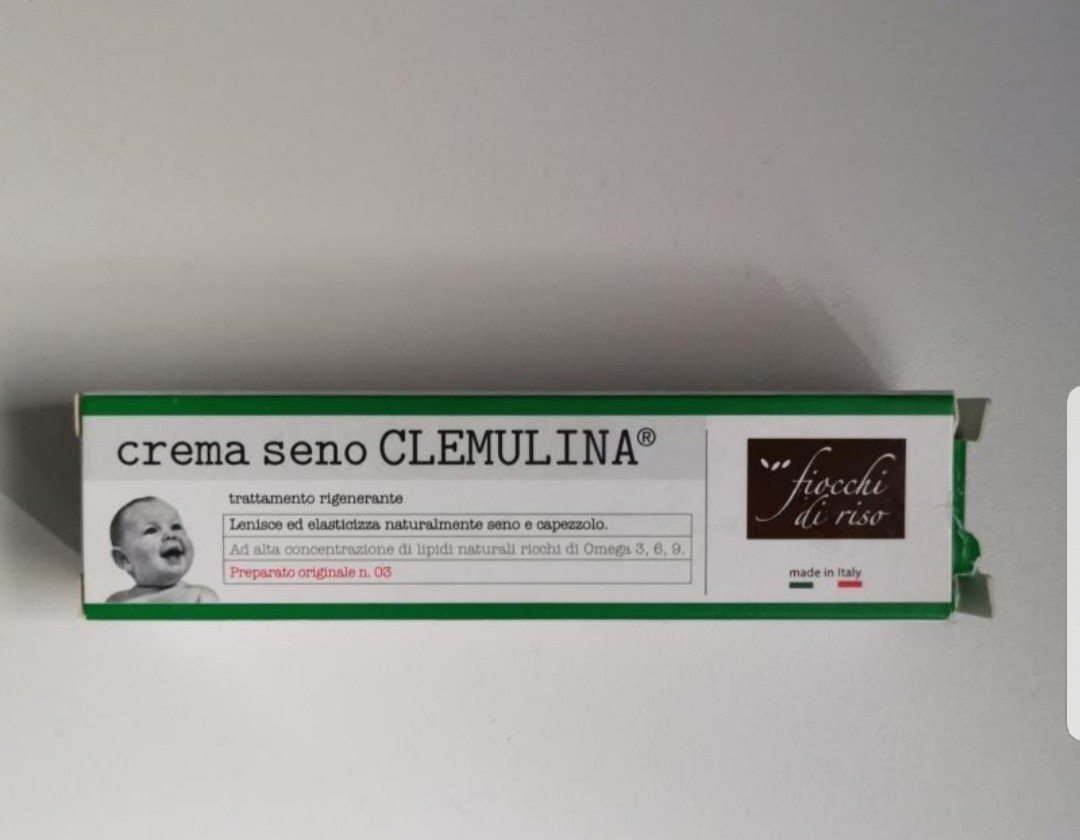 crema seno CLEMULINA®
trattamento rigenerante
Lenisce ed elasticizza naturalmente seno e capezzolo.
Ad alta concentrazione di lipidi naturali ricchi di Omega 3, 6, 9.
Preparato originale n. 03
fiocchi
di riso
made in Italy